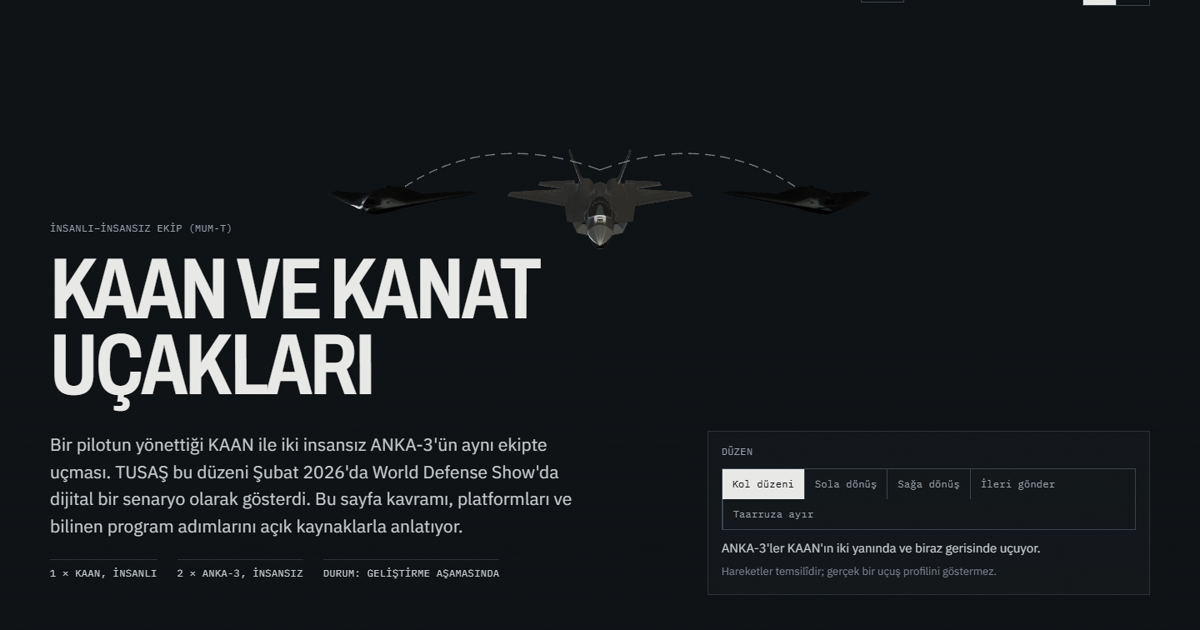 İNSANLI–İNSANSIZ EKİP (MUM-T)
KAAN VE KANAT
UÇAKLARI
Bir pilotun yönettiği KAAN ile iki insansız ANKA-3'ün aynı ekipte
uçması. TUSAŞ bu düzeni Şubat 2026'da World Defense Show'da
dijital bir senaryo olarak gösterdi. Bu sayfa kavramı, platformları ve
bilinen program adımlarını açık kaynaklarla anlatıyor.
1 × KAAN, İNSANLI 2 × ANKA-3, İNSANSIZ DURUM: GELİŞTİRME AŞAMASINDA
DÜZEN
Kol düzeni Sola dönüş Sağa dönüş İleri gönder
Taarruza ayır
ANKA-3'ler KAAN'ın iki yanında ve biraz gerisinde uçuyor.
Hareketler temsilîdir; gerçek bir uçuş profilini göstermez.